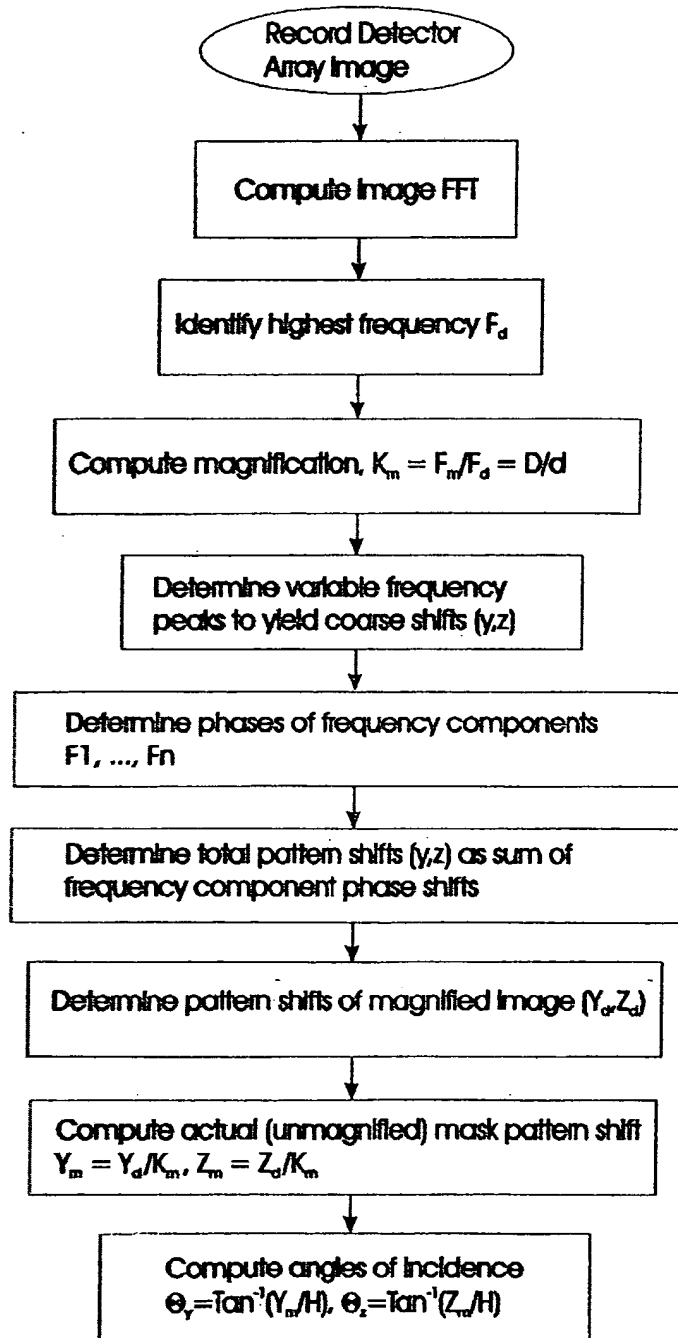 Record Detector
Array Image
Compute Image FFT
Identify highest frequency F_d
Compute magnification, K_m = F_m/F_d = D/d
Determine variable frequency
peaks to yield coarse shifts (y,z)
Determine phases of frequency components
F1, ..., Fn
Determine total pattern shifts (y,z) as sum of
frequency component phase shifts
Determine pattern shifts of magnified image (Y_d,Z_d)
Compute actual (unmagnified) mask pattern shift
Y_m = Y_d/K_m, Z_m = Z_d/K_m
Compute angles of incidence
Θ_Y=Tan⁻¹(Y_m/H), Θ_z=Tan⁻¹(Z_m/H)